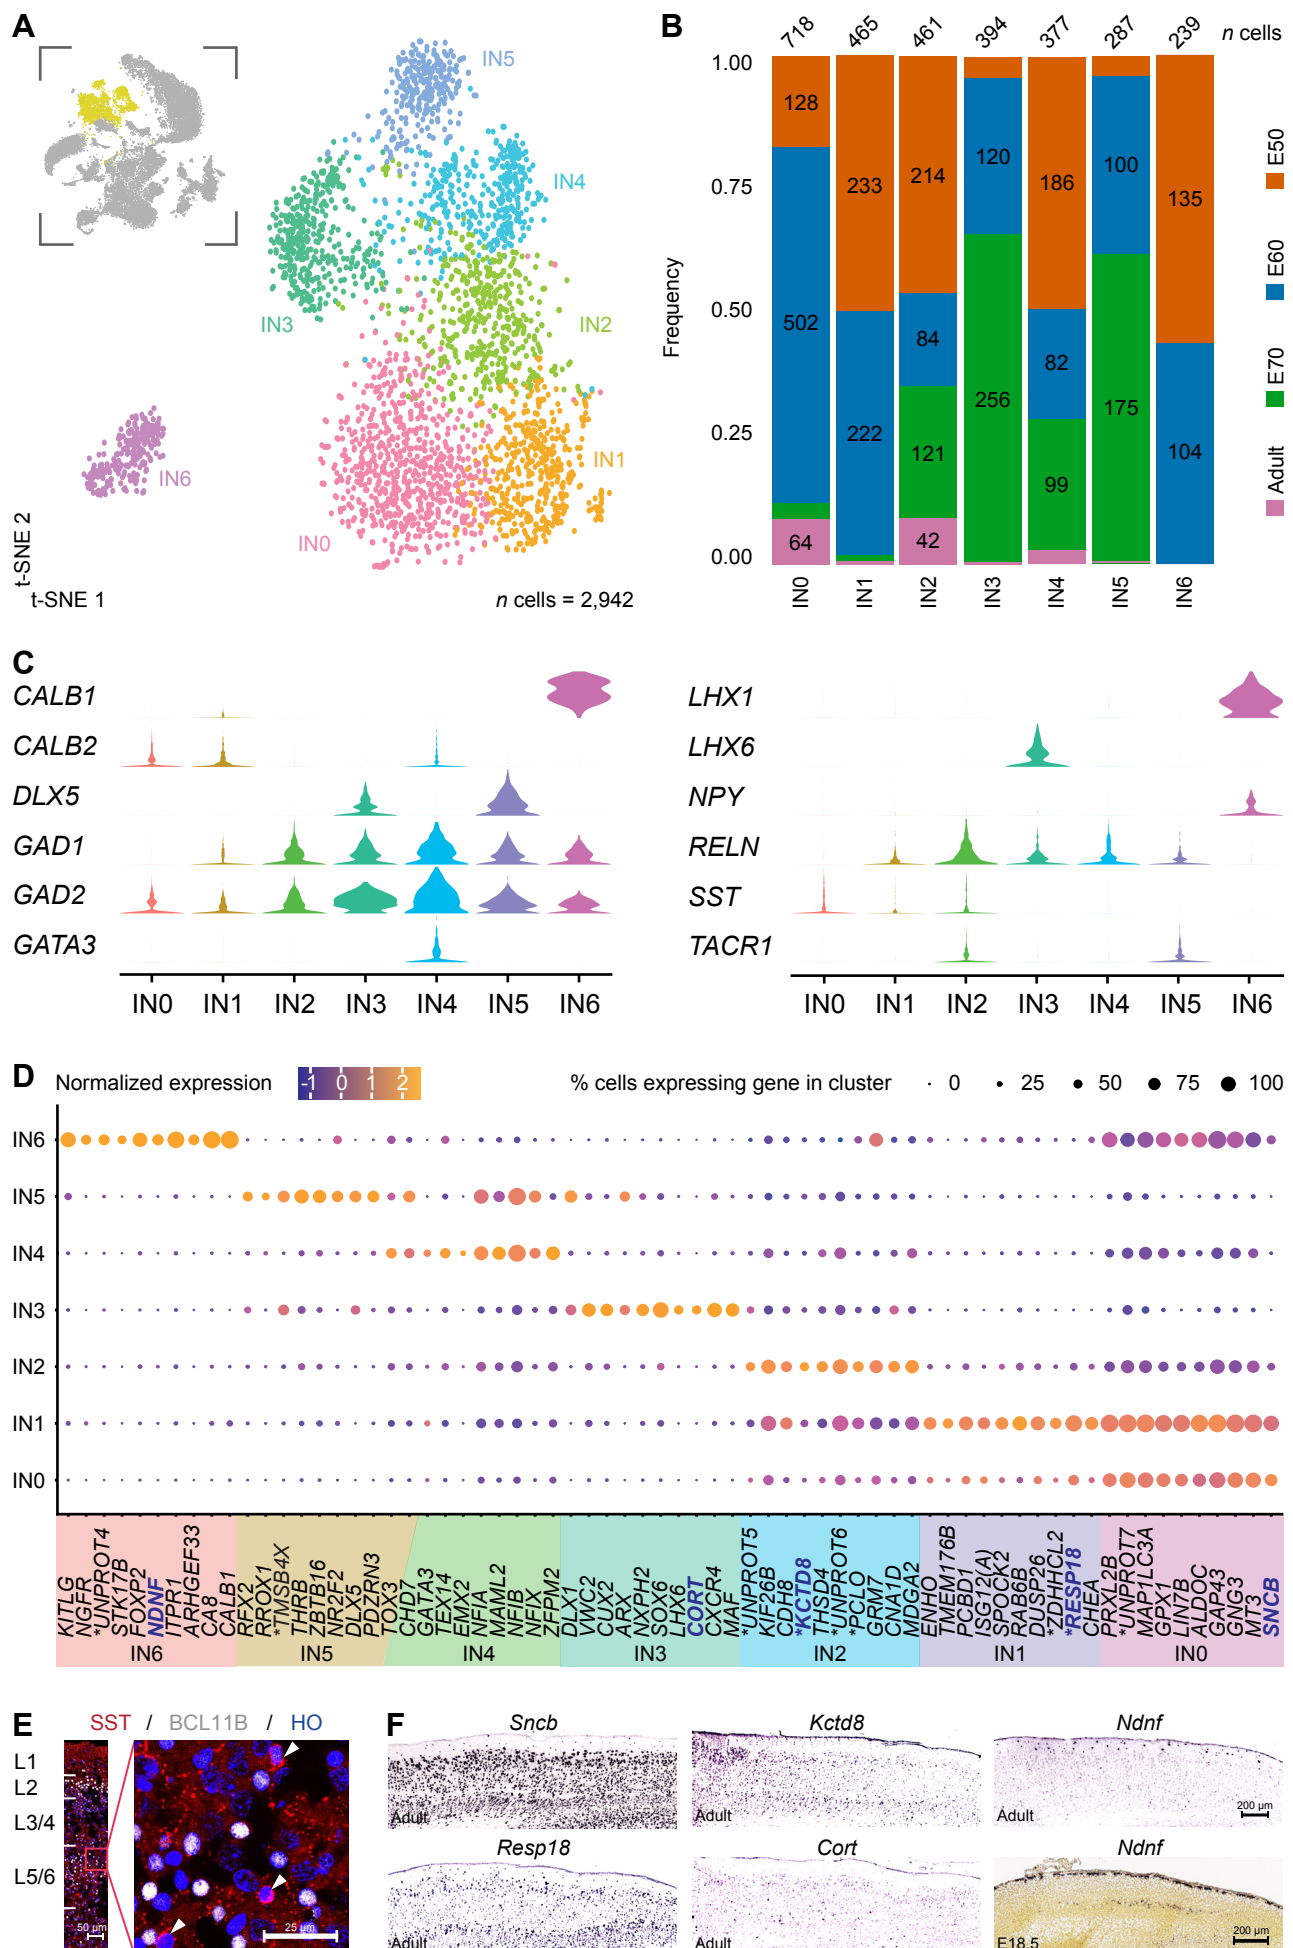 A
IN5
IN4
IN3
IN2
IN6
IN1
IN0
t-SNE 2
t-SNE 1
n cells = 2,942
B
718 465 461 394 377 287 239 n cells
1.00
0.75
0.50
0.25
0.00
Frequency
128 502 64
233 222
214 84 121 42
120 256
186 82 99
100 175
135 104
IN0 IN1 IN2 IN3 IN4 IN5 IN6
E50
E60
E70
Adult
C
CALB1
CALB2
DLX5
GAD1
GAD2
GATA3
IN0 IN1 IN2 IN3 IN4 IN5 IN6
LHX1
LHX6
NPY
RELN
SST
TACR1
IN0 IN1 IN2 IN3 IN4 IN5 IN6
D
Normalized expression -1 0 1 2
% cells expressing gene in cluster 0 25 50 75 100
IN6
IN5
IN4
IN3
IN2
IN1
IN0
KITLG
NGFR
*UNPROT4
STK17B
FOXP2
NDNF
ITPR1
ARHGEF33
CA8
CALB1
RFX2
PROX1
*TMSB4X
THRB
ZBTB16
NR2F2
DLX5
PDZRN3
TOX3
CHD7
GATA3
TEX14
EMX2
NFIA
MAML2
NFIB
NFIX
ZFPM2
DLX1
VWC2
CUX2
ARX
NXPH2
SOX6
LHX6
CORT
CXCR4
MAF
*UNPROT5
KIF26B
CDH8
*KCTD8
THSD4
*UNPROT6
*PCLO
GRM7
CNA1D
MDGA2
ENHO
TMEM176B
PCBD1
ISG12(A)
SPOCK2
RAB6B
DUSP26
*ZDHHCL2
*RESP18
CHGA
PRXL2B
*UNPROT7
MAP1LC3A
GPX1
LIN7B
ALDOC
GAP43
GNG3
MT3
SNCB
IN6 IN5 IN4 IN3 IN2 IN1 IN0
E
SST / BCL11B / HO
L1
L2
L3/4
L5/6
50 µm
25 µm
F
Sncb
Adult
Kctd8
Adult
Ndnf
Adult
200 µm
Resp18
Adult
Cort
Adult
Ndnf
E18.5
200 µm